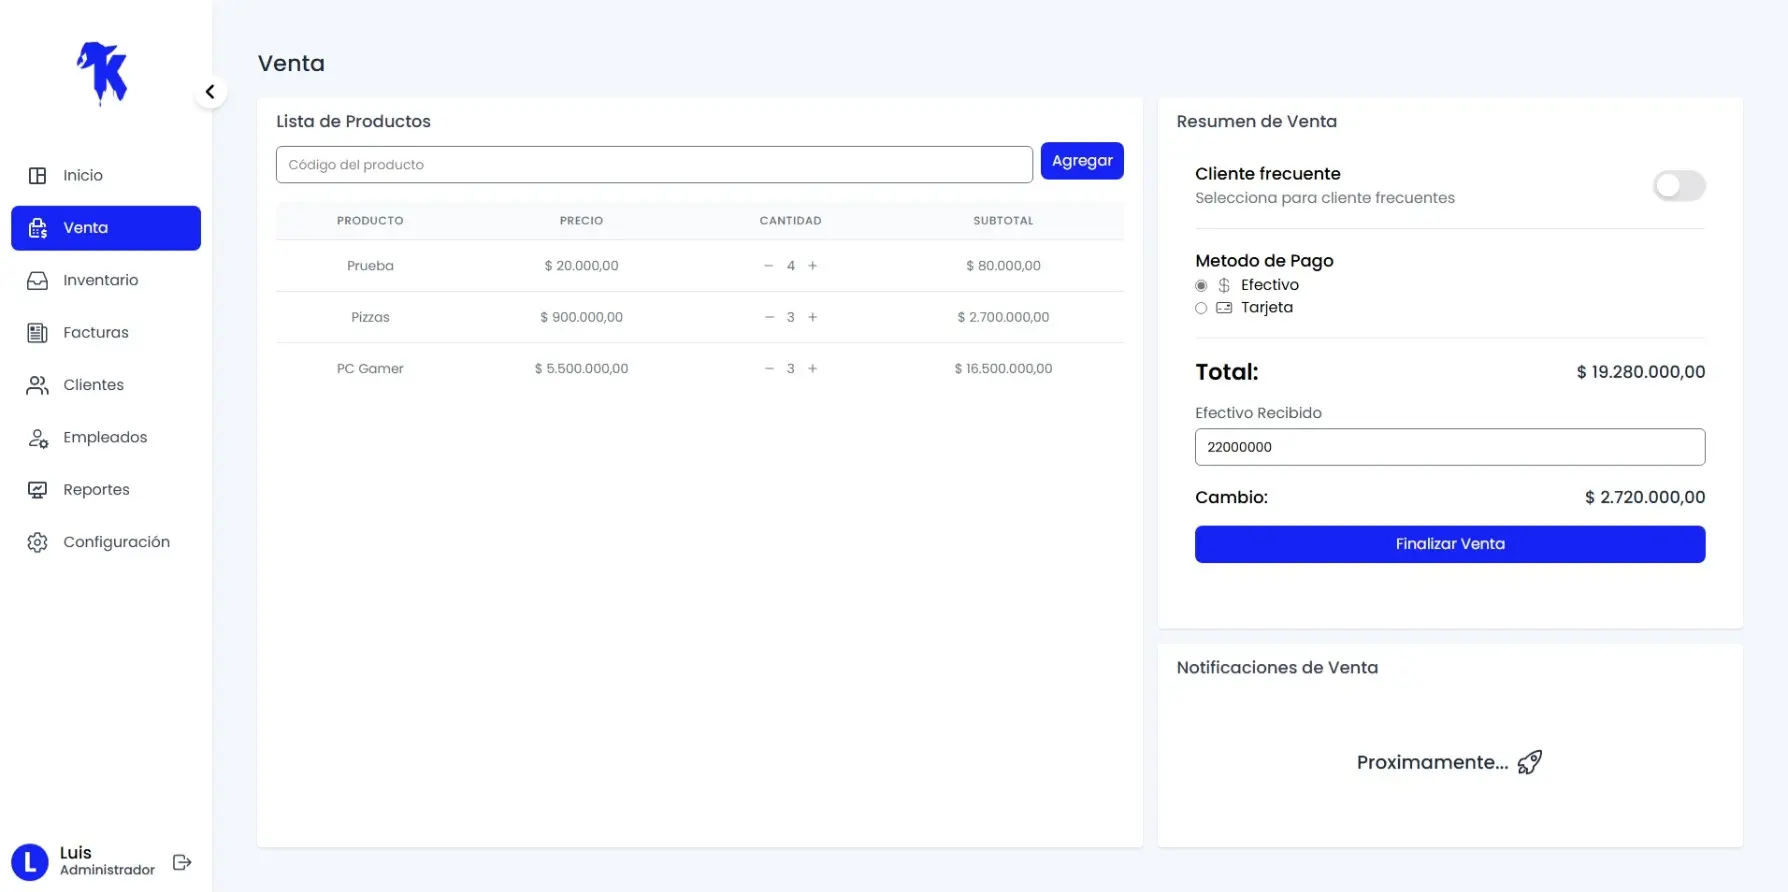 K
Inicio
Venta
Inventario
Facturas
Clientes
Empleados
Reportes
Configuración
L
Luis
Administrador
Venta
Lista de Productos
Código del producto
Agregar
PRODUCTO PRECIO CANTIDAD SUBTOTAL
Prueba $ 20.000,00 − 4 + $ 80.000,00
Pizzas $ 900.000,00 − 3 + $ 2.700.000,00
PC Gamer $ 5.500.000,00 − 3 + $ 16.500.000,00
Resumen de Venta
Cliente frecuente
Selecciona para cliente frecuentes
Metodo de Pago
$ Efectivo
Tarjeta
Total: $ 19.280.000,00
Efectivo Recibido
22000000
Cambio: $ 2.720.000,00
Finalizar Venta
Notificaciones de Venta
Proximamente...